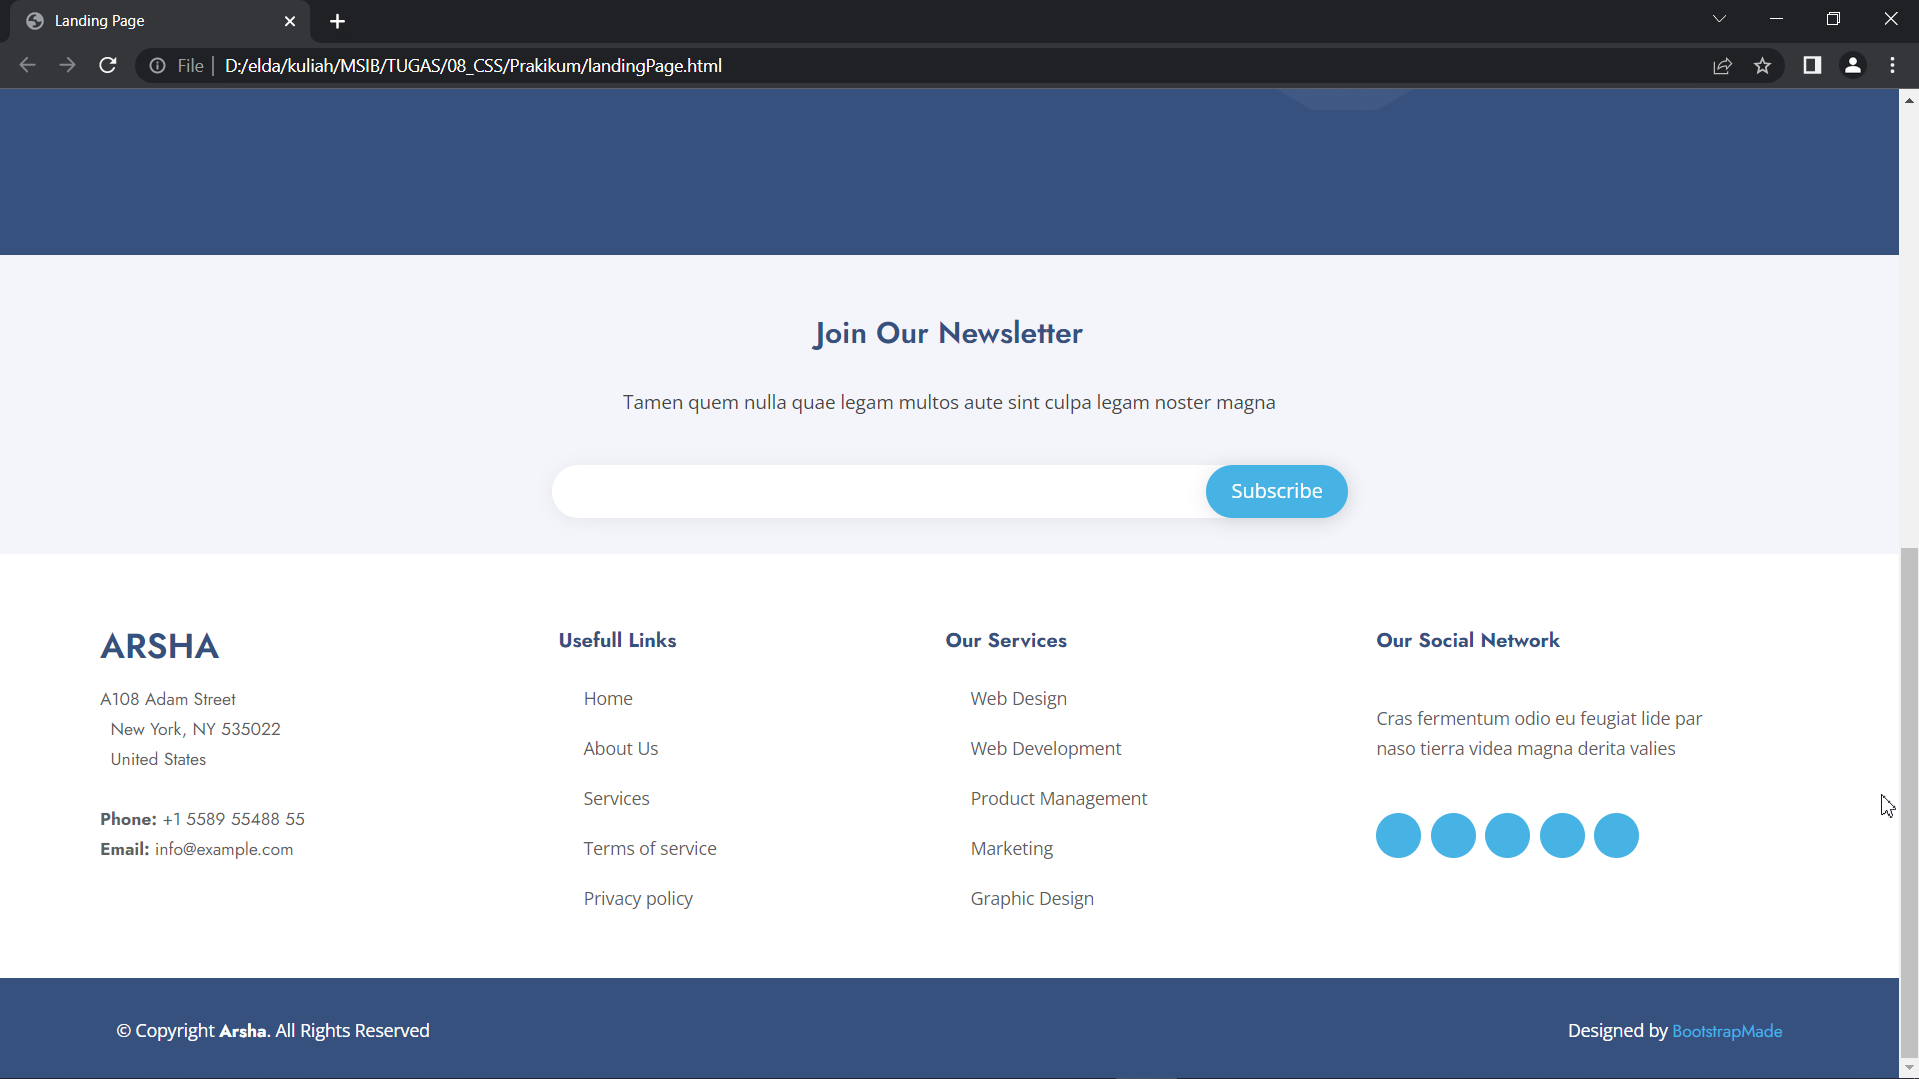 Landing Page
File
D:/elda/kuliah/MSIB/TUGAS/08_CSS/Prakikum/landingPage.html
Join Our Newsletter
Tamen quem nulla quae legam multos aute sint culpa legam noster magna
Subscribe
ARSHA
A108 Adam Street
New York, NY 535022
United States
Phone: +1 5589 55488 55
Email: info@example.com
Usefull Links
Home
About Us
Services
Terms of service
Privacy policy
Our Services
Web Design
Web Development
Product Management
Marketing
Graphic Design
Our Social Network
Cras fermentum odio eu feugiat lide par
naso tierra videa magna derita valies
© Copyright Arsha. All Rights Reserved
Designed by BootstrapMade